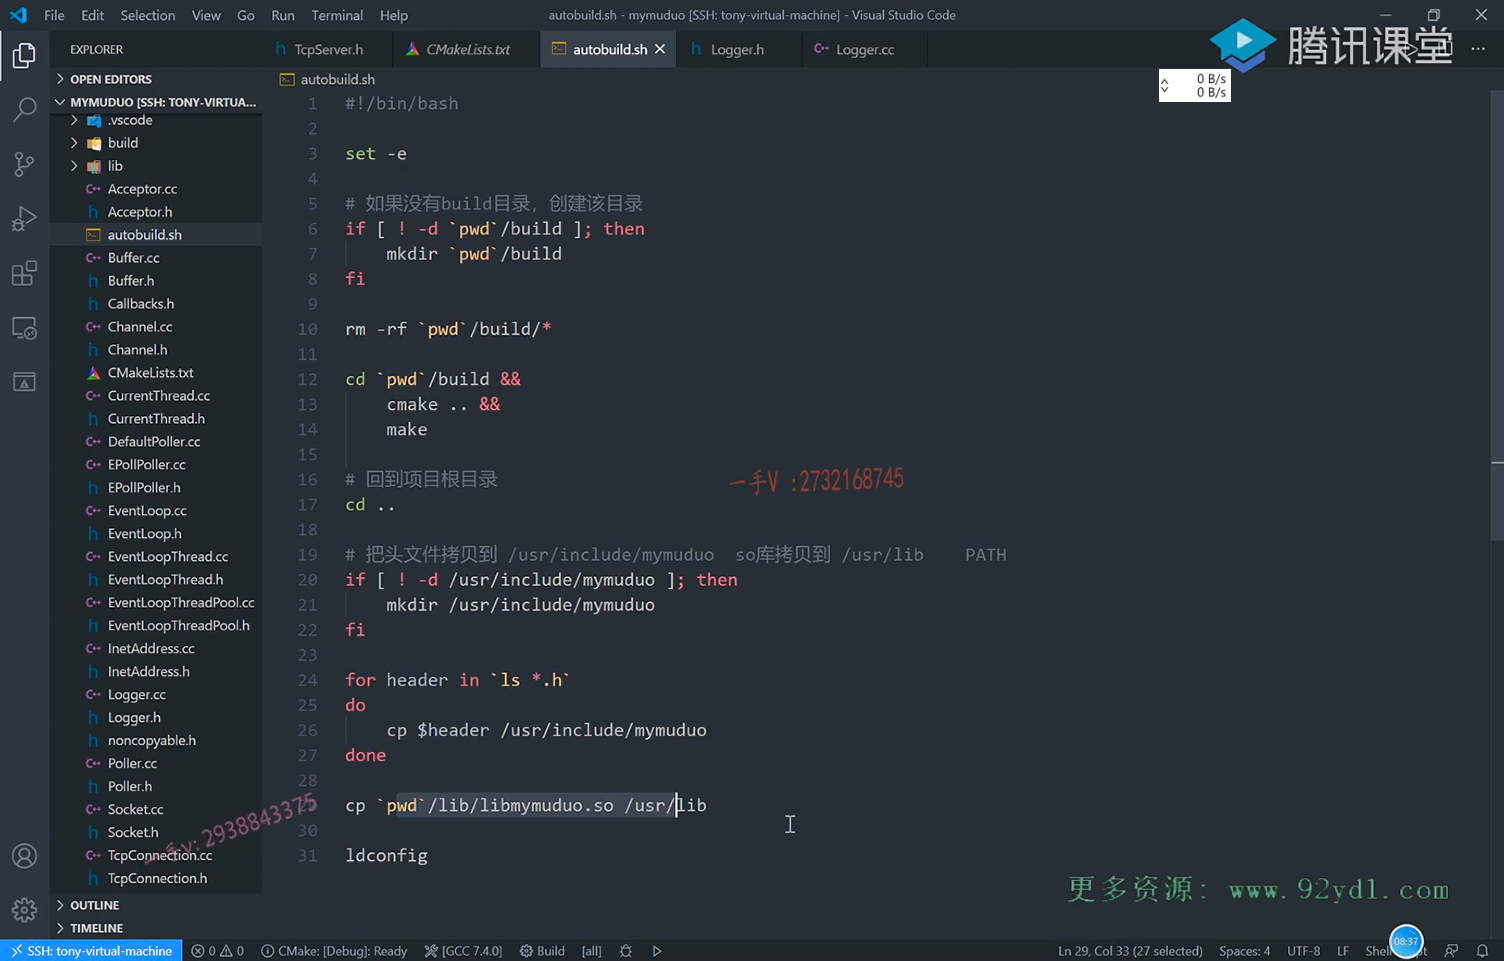 File Edit Selection View Go Run Terminal Help
autobuild.sh - mymuduo [SSH: tony-virtual-machine] - Visual Studio Code
腾讯课堂
EXPLORER
TcpServer.h
CMakeLists.txt
autobuild.sh
Logger.h
Logger.cc
0 B/s
0 B/s
OPEN EDITORS
MYMUDUO [SSH: TONY-VIRTUA...
.vscode
build
lib
Acceptor.cc
Acceptor.h
autobuild.sh
Buffer.cc
Buffer.h
Callbacks.h
Channel.cc
Channel.h
CMakeLists.txt
CurrentThread.cc
CurrentThread.h
DefaultPoller.cc
EPollPoller.cc
EPollPoller.h
EventLoop.cc
EventLoop.h
EventLoopThread.cc
EventLoopThread.h
EventLoopThreadPool.cc
EventLoopThreadPool.h
InetAddress.cc
InetAddress.h
Logger.cc
Logger.h
noncopyable.h
Poller.cc
Poller.h
Socket.cc
Socket.h
TcpConnection.cc
TcpConnection.h
OUTLINE
TIMELINE
autobuild.sh
1 #!/bin/bash
2
3 set -e
4
5 # 如果没有build目录，创建该目录
6 if [ ! -d `pwd`/build ]; then
7 mkdir `pwd`/build
8 fi
9
10 rm -rf `pwd`/build/*
11
12 cd `pwd`/build &&
13 cmake .. &&
14 make
15
16 # 回到项目根目录
17 cd ..
18
19 # 把头文件拷贝到 /usr/include/mymuduo so库拷贝到 /usr/lib PATH
20 if [ ! -d /usr/include/mymuduo ]; then
21 mkdir /usr/include/mymuduo
22 fi
23
24 for header in `ls *.h`
25 do
26 cp $header /usr/include/mymuduo
27 done
28
29 cp `pwd`/lib/libmymuduo.so /usr/lib
30
31 ldconfig
一手V :2732168745
一手v: 2938843375
更多资源: www.92ydl.com
SSH: tony-virtual-machine 0 0 CMake: [Debug]: Ready [GCC 7.4.0] Build [all]
Ln 29, Col 33 (27 selected) Spaces: 4 UTF-8 LF
08:37